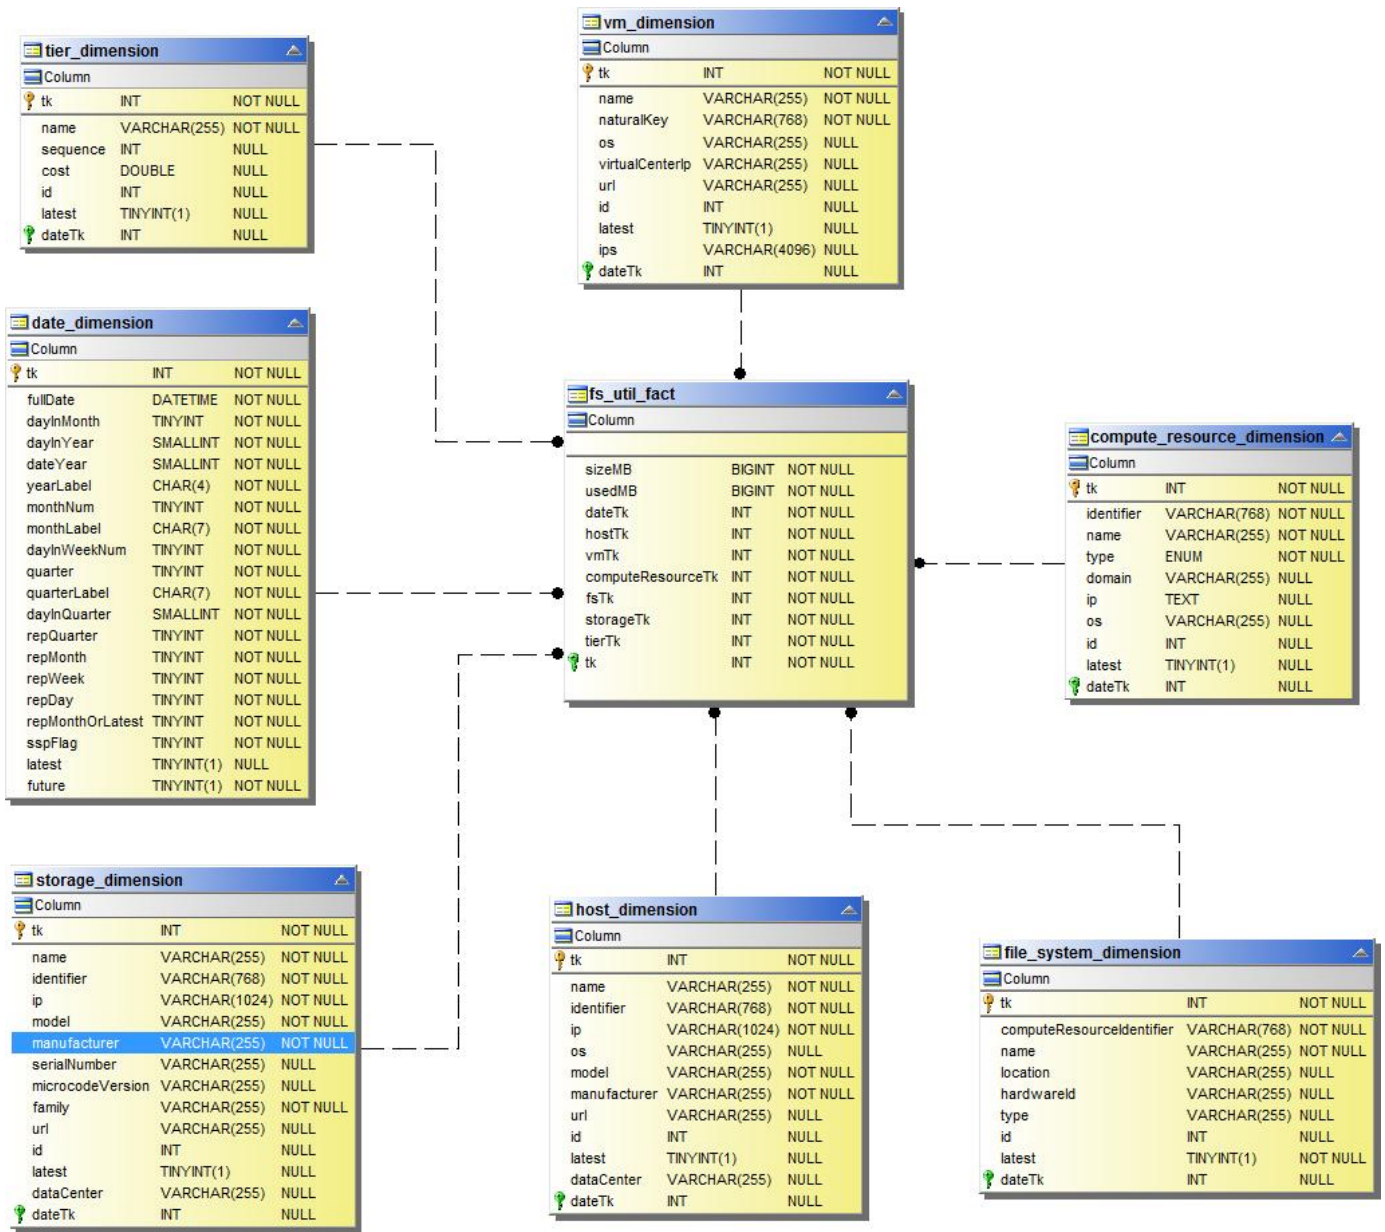 tier_dimension
Column
tk INT NOT NULL
name VARCHAR(255) NOT NULL
sequence INT NULL
cost DOUBLE NULL
id INT NULL
latest TINYINT(1) NULL
dateTk INT NULL
vm_dimension
Column
tk INT NOT NULL
name VARCHAR(255) NOT NULL
naturalKey VARCHAR(768) NOT NULL
os VARCHAR(255) NULL
virtualCenterIp VARCHAR(255) NULL
url VARCHAR(255) NULL
id INT NULL
latest TINYINT(1) NULL
ips VARCHAR(4096) NULL
dateTk INT NULL
date_dimension
Column
tk INT NOT NULL
fullDate DATETIME NOT NULL
dayInMonth TINYINT NOT NULL
dayInYear SMALLINT NOT NULL
dateYear SMALLINT NOT NULL
yearLabel CHAR(4) NOT NULL
monthNum TINYINT NOT NULL
monthLabel CHAR(7) NOT NULL
dayInWeekNum TINYINT NOT NULL
quarter TINYINT NOT NULL
quarterLabel CHAR(7) NOT NULL
dayInQuarter SMALLINT NOT NULL
repQuarter TINYINT NOT NULL
repMonth TINYINT NOT NULL
repWeek TINYINT NOT NULL
repDay TINYINT NOT NULL
repMonthOrLatest TINYINT NOT NULL
sspFlag TINYINT NOT NULL
latest TINYINT(1) NULL
future TINYINT(1) NOT NULL
fs_util_fact
Column
sizeMB BIGINT NOT NULL
usedMB BIGINT NOT NULL
dateTk INT NOT NULL
hostTk INT NOT NULL
vmTk INT NOT NULL
computeResourceTk INT NOT NULL
fsTk INT NOT NULL
storageTk INT NOT NULL
tierTk INT NOT NULL
tk INT NOT NULL
compute_resource_dimension
Column
tk INT NOT NULL
identifier VARCHAR(768) NOT NULL
name VARCHAR(255) NOT NULL
type ENUM NOT NULL
domain VARCHAR(255) NULL
ip TEXT NULL
os VARCHAR(255) NULL
id INT NULL
latest TINYINT(1) NULL
dateTk INT NULL
storage_dimension
Column
tk INT NOT NULL
name VARCHAR(255) NOT NULL
identifier VARCHAR(768) NOT NULL
ip VARCHAR(1024) NOT NULL
model VARCHAR(255) NOT NULL
manufacturer VARCHAR(255) NOT NULL
serialNumber VARCHAR(255) NULL
microcodeVersion VARCHAR(255) NULL
family VARCHAR(255) NOT NULL
url VARCHAR(255) NULL
id INT NULL
latest TINYINT(1) NULL
dataCenter VARCHAR(255) NULL
dateTk INT NULL
host_dimension
Column
tk INT NOT NULL
name VARCHAR(255) NOT NULL
identifier VARCHAR(768) NOT NULL
ip VARCHAR(1024) NOT NULL
os VARCHAR(255) NULL
model VARCHAR(255) NOT NULL
manufacturer VARCHAR(255) NOT NULL
url VARCHAR(255) NULL
id INT NULL
latest TINYINT(1) NULL
dataCenter VARCHAR(255) NULL
dateTk INT NULL
file_system_dimension
Column
tk INT NOT NULL
computeResourceIdentifier VARCHAR(768) NOT NULL
name VARCHAR(255) NOT NULL
location VARCHAR(255) NULL
hardwareId VARCHAR(255) NULL
type VARCHAR(255) NULL
id INT NULL
latest TINYINT(1) NOT NULL
dateTk INT NULL